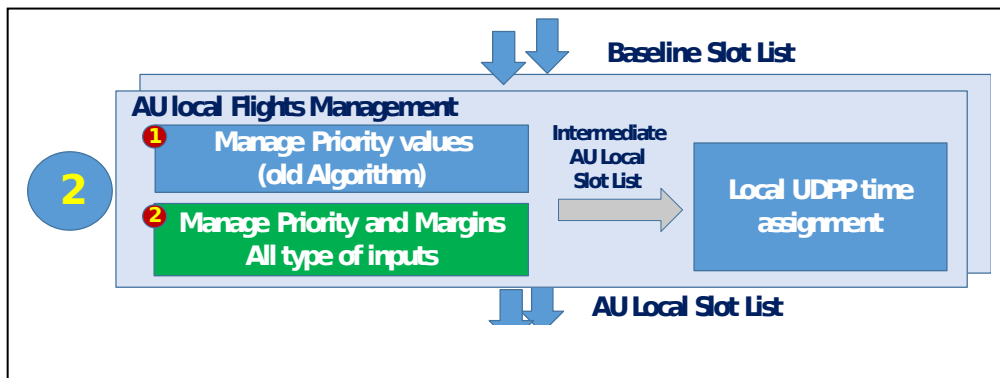 Baseline Slot List
AU local Flights Management
1
Manage Priority values
(old Algorithm)
2
2
Manage Priority and Margins
All type of inputs
Intermediate
AU Local
Slot List
Local UDPP time
assignment
AU Local Slot List